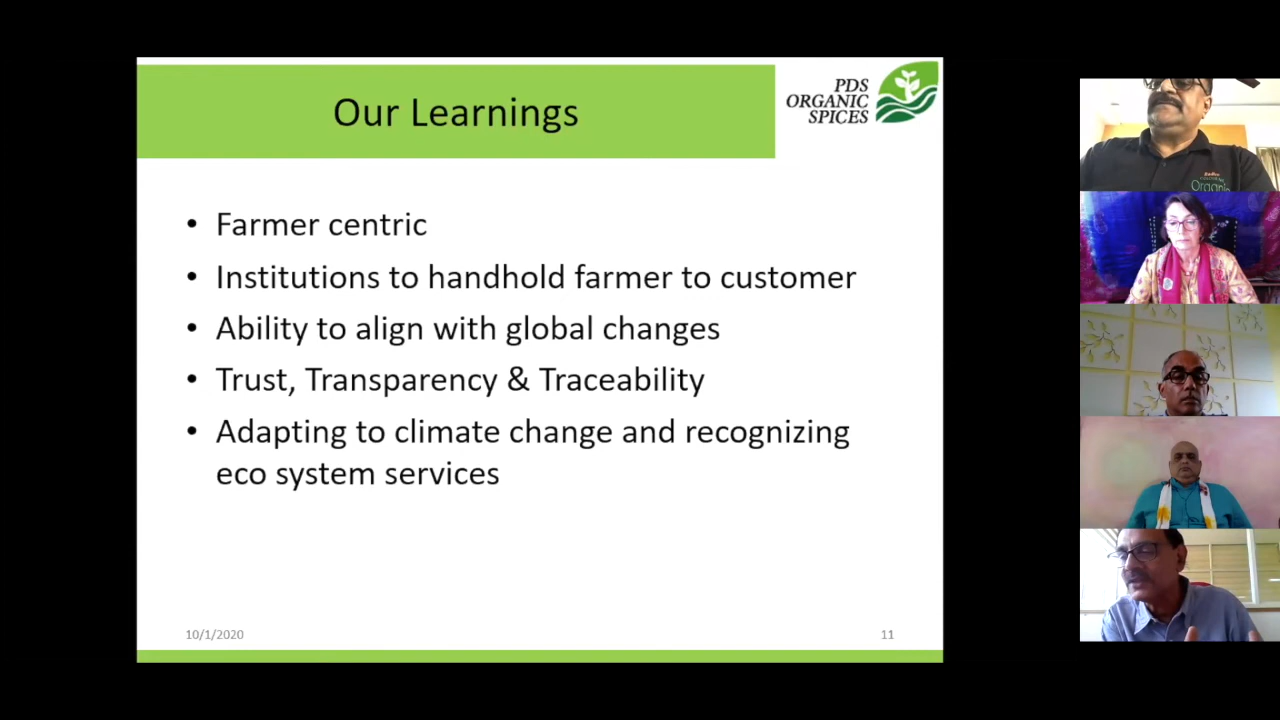 Our Learnings
PDS
ORGANIC
SPICES
• Farmer centric
• Institutions to handhold farmer to customer
• Ability to align with global changes
• Trust, Transparency & Traceability
• Adapting to climate change and recognizing
eco system services
10/1/2020
11
Organic